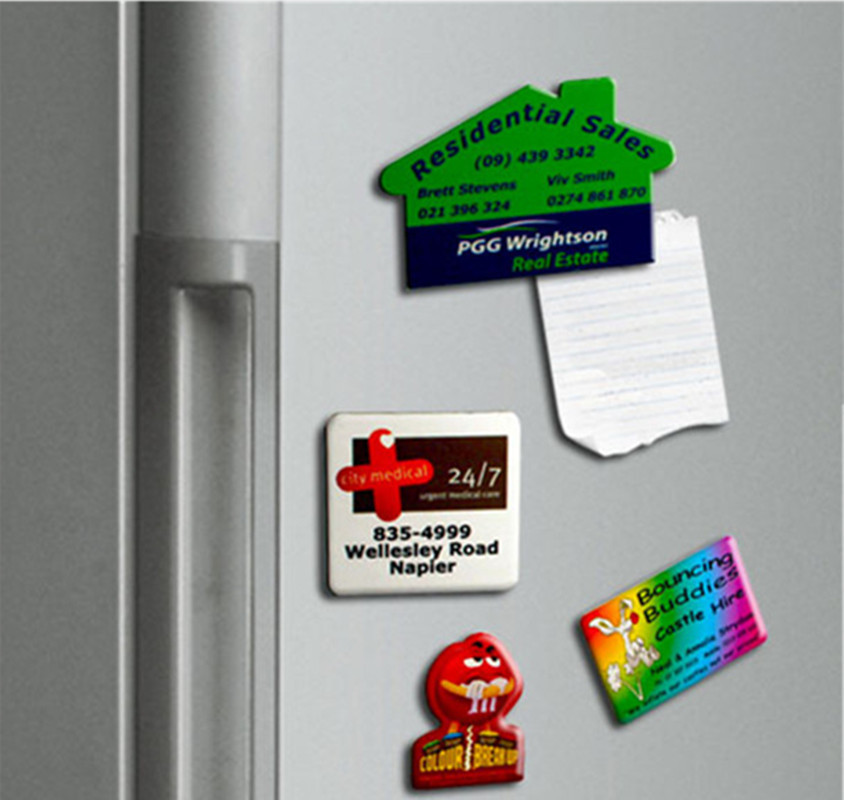 Residential Sales
(09) 439 3342
Brett Stevens Viv Smith
021 396 324 0274 861 870
PGG Wrightson
Real Estate
city medical
24/7
urgent medical care
835-4999
Wellesley Road
Napier
Bouncing
Buddies
Castle Hire
COLOUR BREAK UP